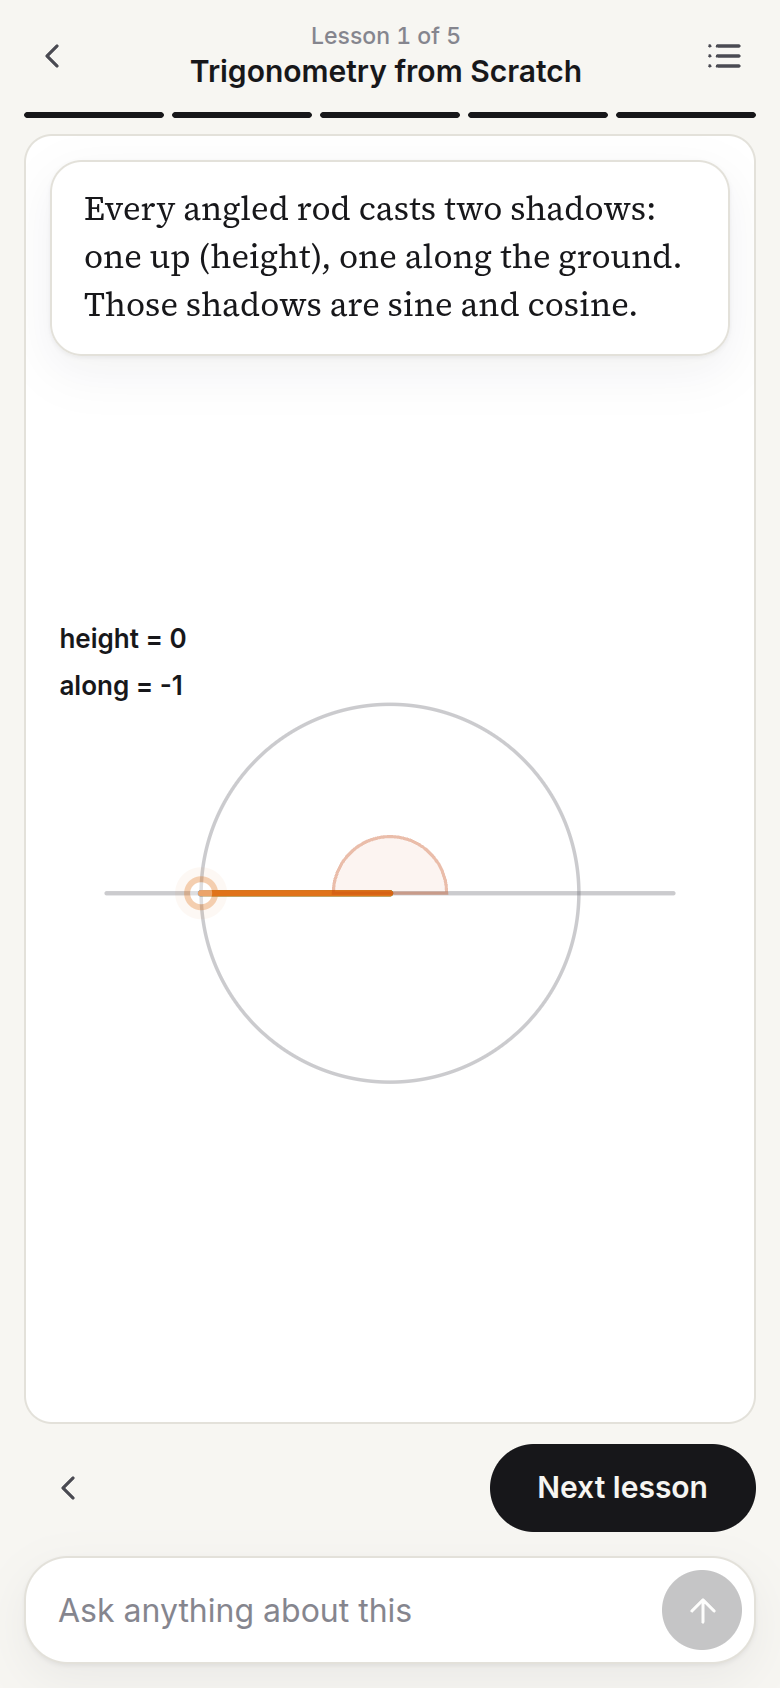 Lesson 1 of 5
Trigonometry from Scratch
Every angled rod casts two shadows:
one up (height), one along the ground.
Those shadows are sine and cosine.
height = 0
along = -1
Next lesson
Ask anything about this